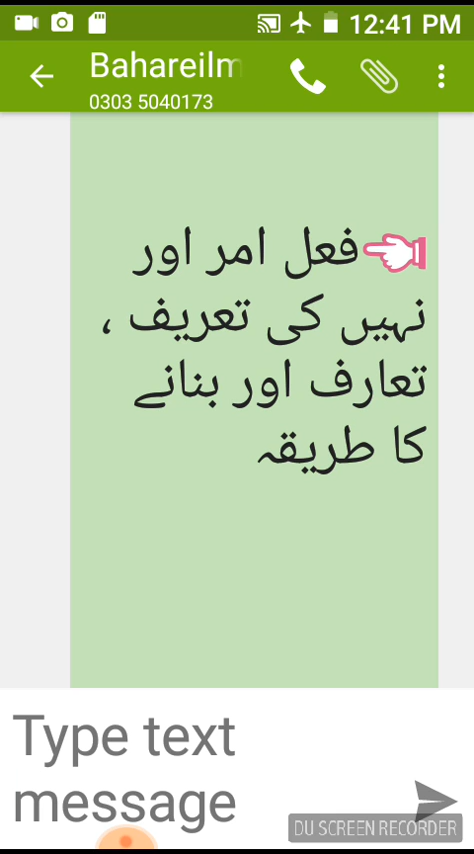 12:41 PM
Bahareilm
0303 5040173
فعل امر اور
نہیں کی تعریف ،
تعارف اور بنانے
کا طریقہ
Type text
message
DU SCREEN RECORDER